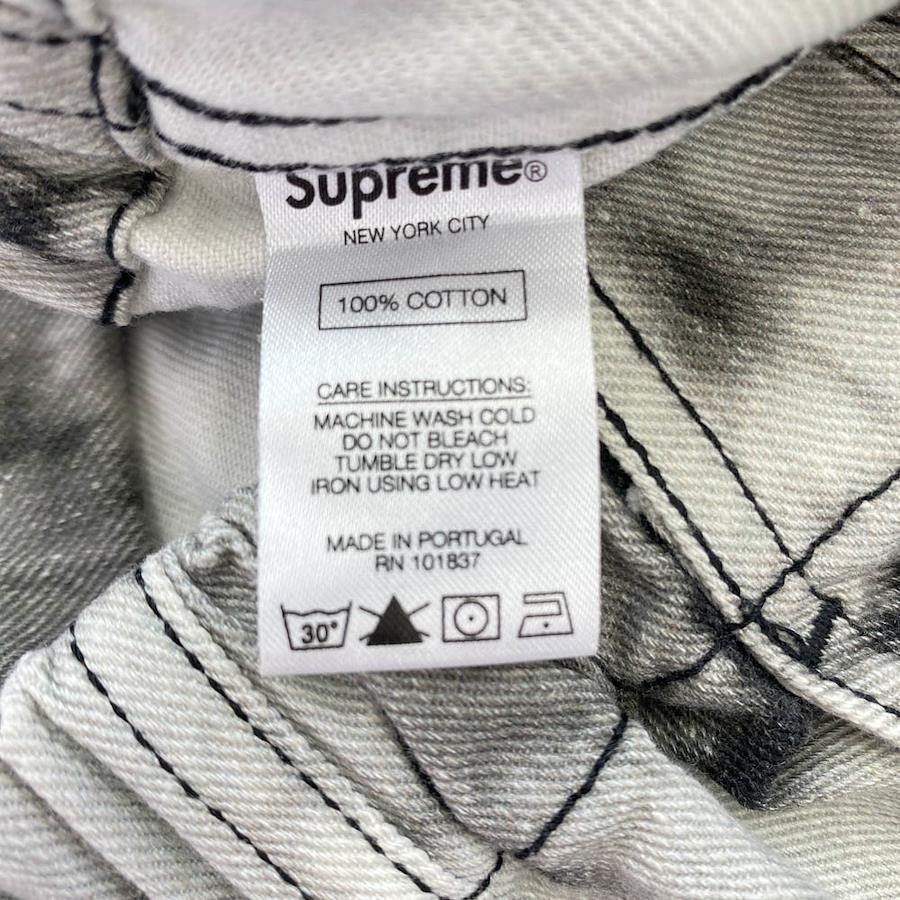 Supreme®
NEW YORK CITY
100% COTTON
CARE INSTRUCTIONS:
MACHINE WASH COLD
DO NOT BLEACH
TUMBLE DRY LOW
IRON USING LOW HEAT
MADE IN PORTUGAL
RN 101837
30°